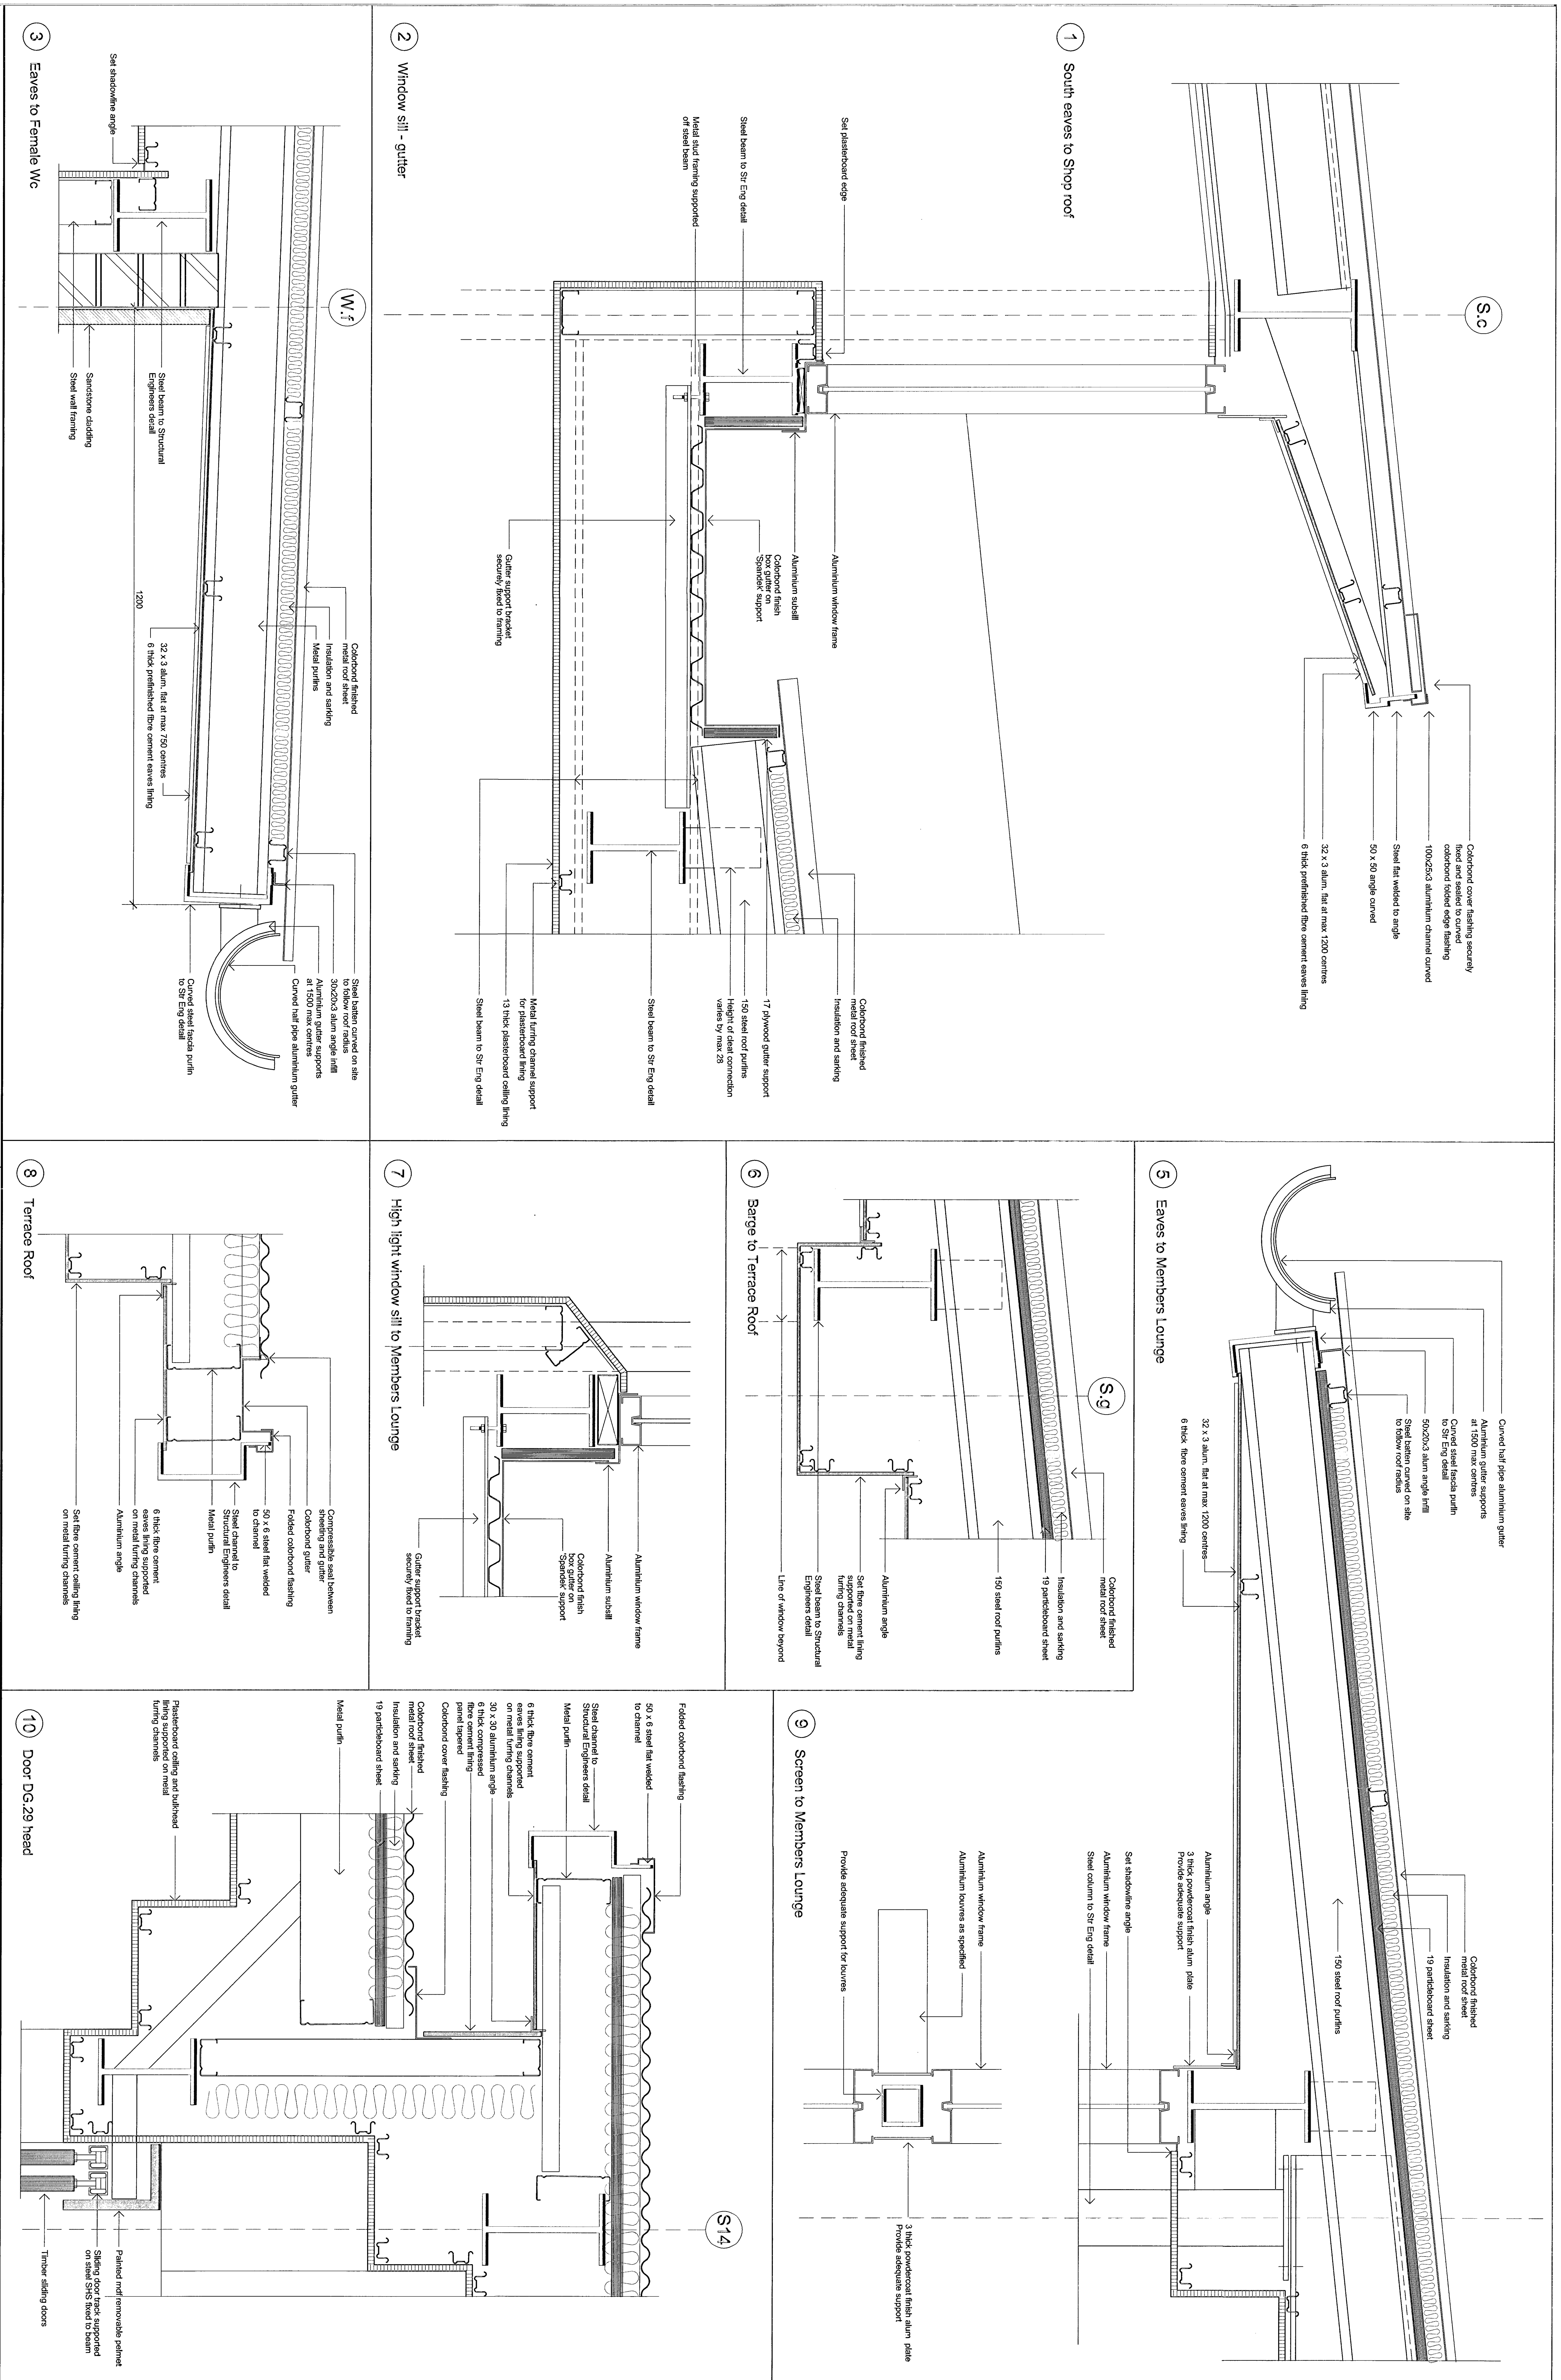 1
South eaves to Shop roof
S.c
Colorbond cover flashing securely
fixed and sealed to curved
colorbond folded edge flashing
100x25x3 aluminium channel curved
Steel flat welded to angle
50 x 50 angle curved
32 x 3 alum. flat at max 1200 centres
6 thick prefinished fibre cement eaves lining
2
Window sill - gutter
Set plasterboard edge
Steel beam to Str Eng detail
Metal stud framing supported
off steel beam
Aluminium window frame
Aluminium subsill
Colorbond finish
box gutter on
'Spandek' support
Gutter support bracket
securely fixed to framing
Colorbond finished
metal roof sheet
Insulation and sarking
17 plywood gutter support
150 steel roof purlins
Height of cleat connection
varies by max 28
Steel beam to Str Eng detail
Metal furring channel support
for plasterboard lining
13 thick plasterboard ceiling lining
Steel beam to Str Eng detail
3
Eaves to Female Wc
W.f
Set shadowline angle
Steel beam to Structural
Engineers detail
Sandstone cladding
Steel wall framing
1200
Colorbond finished
metal roof sheet
Insulation and sarking
Metal purlins
32 x 3 alum. flat at max 750 centres
6 thick prefinished fibre cement eaves lining
Steel batten curved on site
to follow roof radius
30x20x3 alum angle infill
Aluminium gutter supports
at 1500 max centres
Curved half pipe aluminium gutter
Curved steel fascia purlin
to Str Eng detail
5
Eaves to Members Lounge
Curved half pipe aluminium gutter
Aluminium gutter supports
at 1500 max centres
Curved steel fascia purlin
to Str Eng detail
50x20x3 alum angle infill
Steel batten curved on site
to follow roof radius
32 x 3 alum. flat at max 1200 centres
6 thick fibre cement eaves lining
Colorbond finished
metal roof sheet
Insulation and sarking
19 particleboard sheet
150 steel roof purlins
Aluminium angle
3 thick powdercoat finish alum plate
Provide adequate support
Set shadowline angle
Aluminium window frame
Steel column to Str Eng detail
6
Barge to Terrace Roof
S.g
Colorbond finished
metal roof sheet
Insulation and sarking
19 particleboard sheet
150 steel roof purlins
Aluminium angle
Set fibre cement lining
supported on metal
furring channels
Steel beam to Structural
Engineers detail
Line of window beyond
7
High light window sill to Members Lounge
Aluminium window frame
Aluminium subsill
Colorbond finish
box gutter on
'Spandek' support
Gutter support bracket
securely fixed to framing
8
Terrace Roof
Compressible seal between
sheeting and gutter
Colorbond gutter
Folded colorbond flashing
50 x 6 steel flat welded
to channel
Steel channel to
Structural Engineers detail
Metal purlin
6 thick fibre cement
eaves lining supported
on metal furring channels
Aluminium angle
Set fibre cement ceiling lining
on metal furring channels
9
Screen to Members Lounge
Aluminium window frame
Aluminium louvres as specified
Provide adequate support for louvres
3 thick powdercoat finish alum plate
Provide adequate support
10
Door DG.29 head
S14
Folded colorbond flashing
50 x 6 steel flat welded
to channel
Steel channel to
Structural Engineers detail
Metal purlin
6 thick fibre cement
eaves lining supported
on metal furring channels
30 x 30 aluminium angle
6 thick compressed
fibre cement lining
panel tapered
Colorbond cover flashing
Colorbond finished
metal roof sheet
Insulation and sarking
19 particleboard sheet
Metal purlin
Plasterboard ceiling and bulkhead
lining supported on metal
furring channels
Painted mdf removable pelmet
Sliding door track supported
on steel SHS fixed to beam
Timber sliding doors